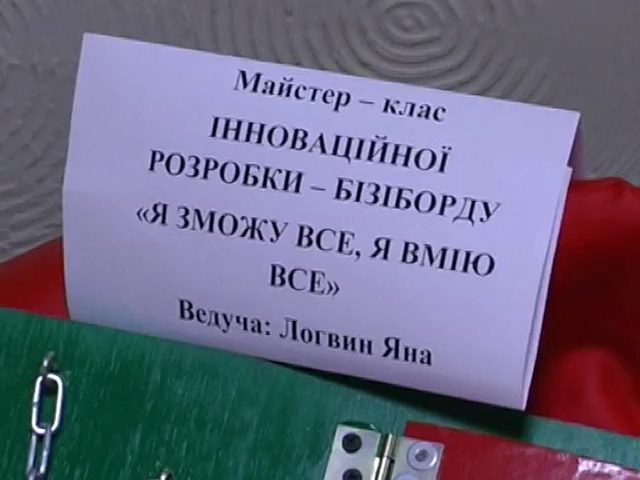 Майстер – клас
ІННОВАЦІЙНОЇ
РОЗРОБКИ – БІЗІБОРДУ
«Я ЗМОЖУ ВСЕ, Я ВМІЮ
ВСЕ»
Ведуча: Логвин Яна